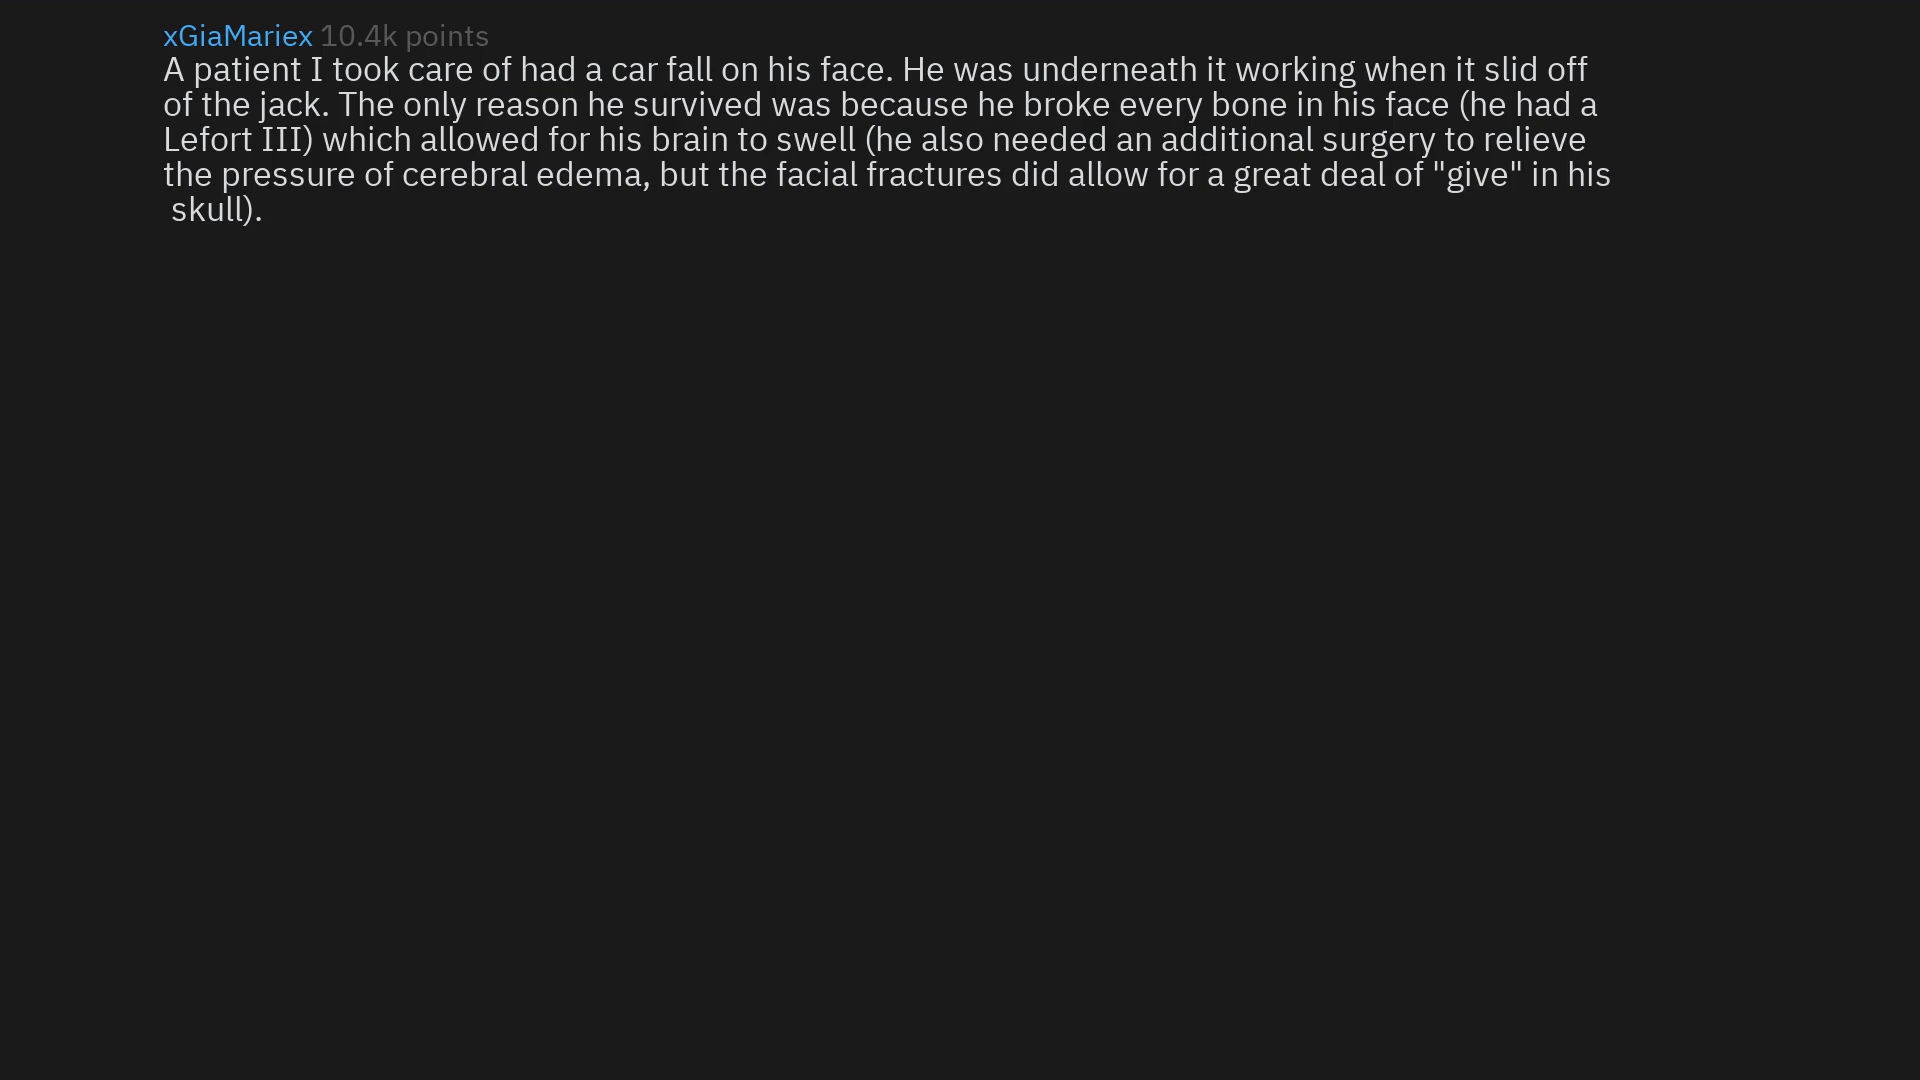 xGiaMariex 10.4k points
A patient I took care of had a car fall on his face. He was underneath it working when it slid off
of the jack. The only reason he survived was because he broke every bone in his face (he had a
Lefort III) which allowed for his brain to swell (he also needed an additional surgery to relieve
the pressure of cerebral edema, but the facial fractures did allow for a great deal of "give" in his
skull).